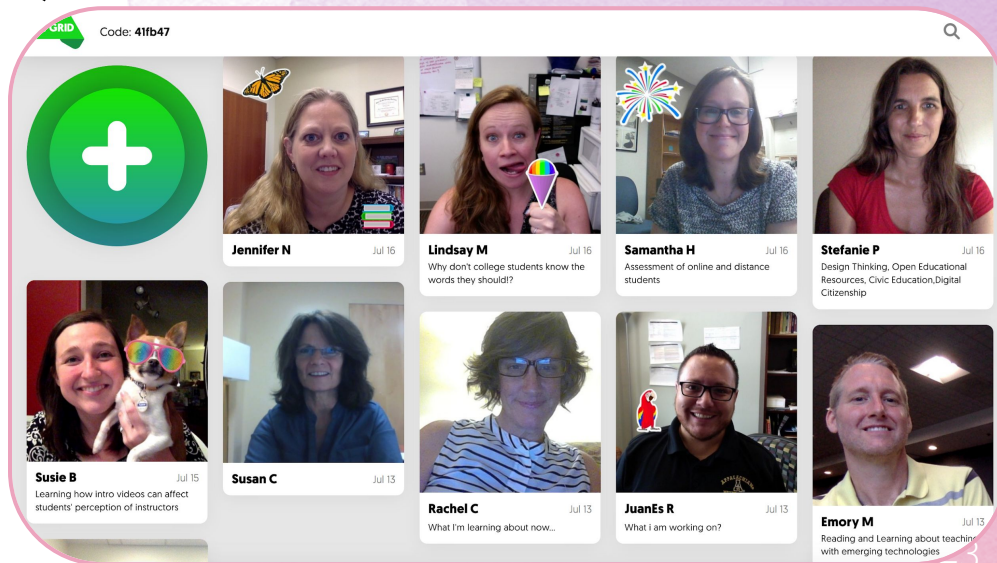 GRID
Code: 41fb47
Jennifer N
Jul 16
Lindsay M
Jul 16
Why don't college students know the
words they should!?
Samantha H
Jul 16
Assessment of online and distance
students
Stefanie P
Jul 16
Design Thinking, Open Educational
Resources, Civic Education,Digital
Citizenship
Susie B
Jul 15
Learning how intro videos can affect
students' perception of instructors
Susan C
Jul 13
Rachel C
Jul 13
What I'm learning about now...
JuanEs R
Jul 13
What i am working on?
Emory M
Jul 13
Reading and Learning about teaching
with emerging technologies
3